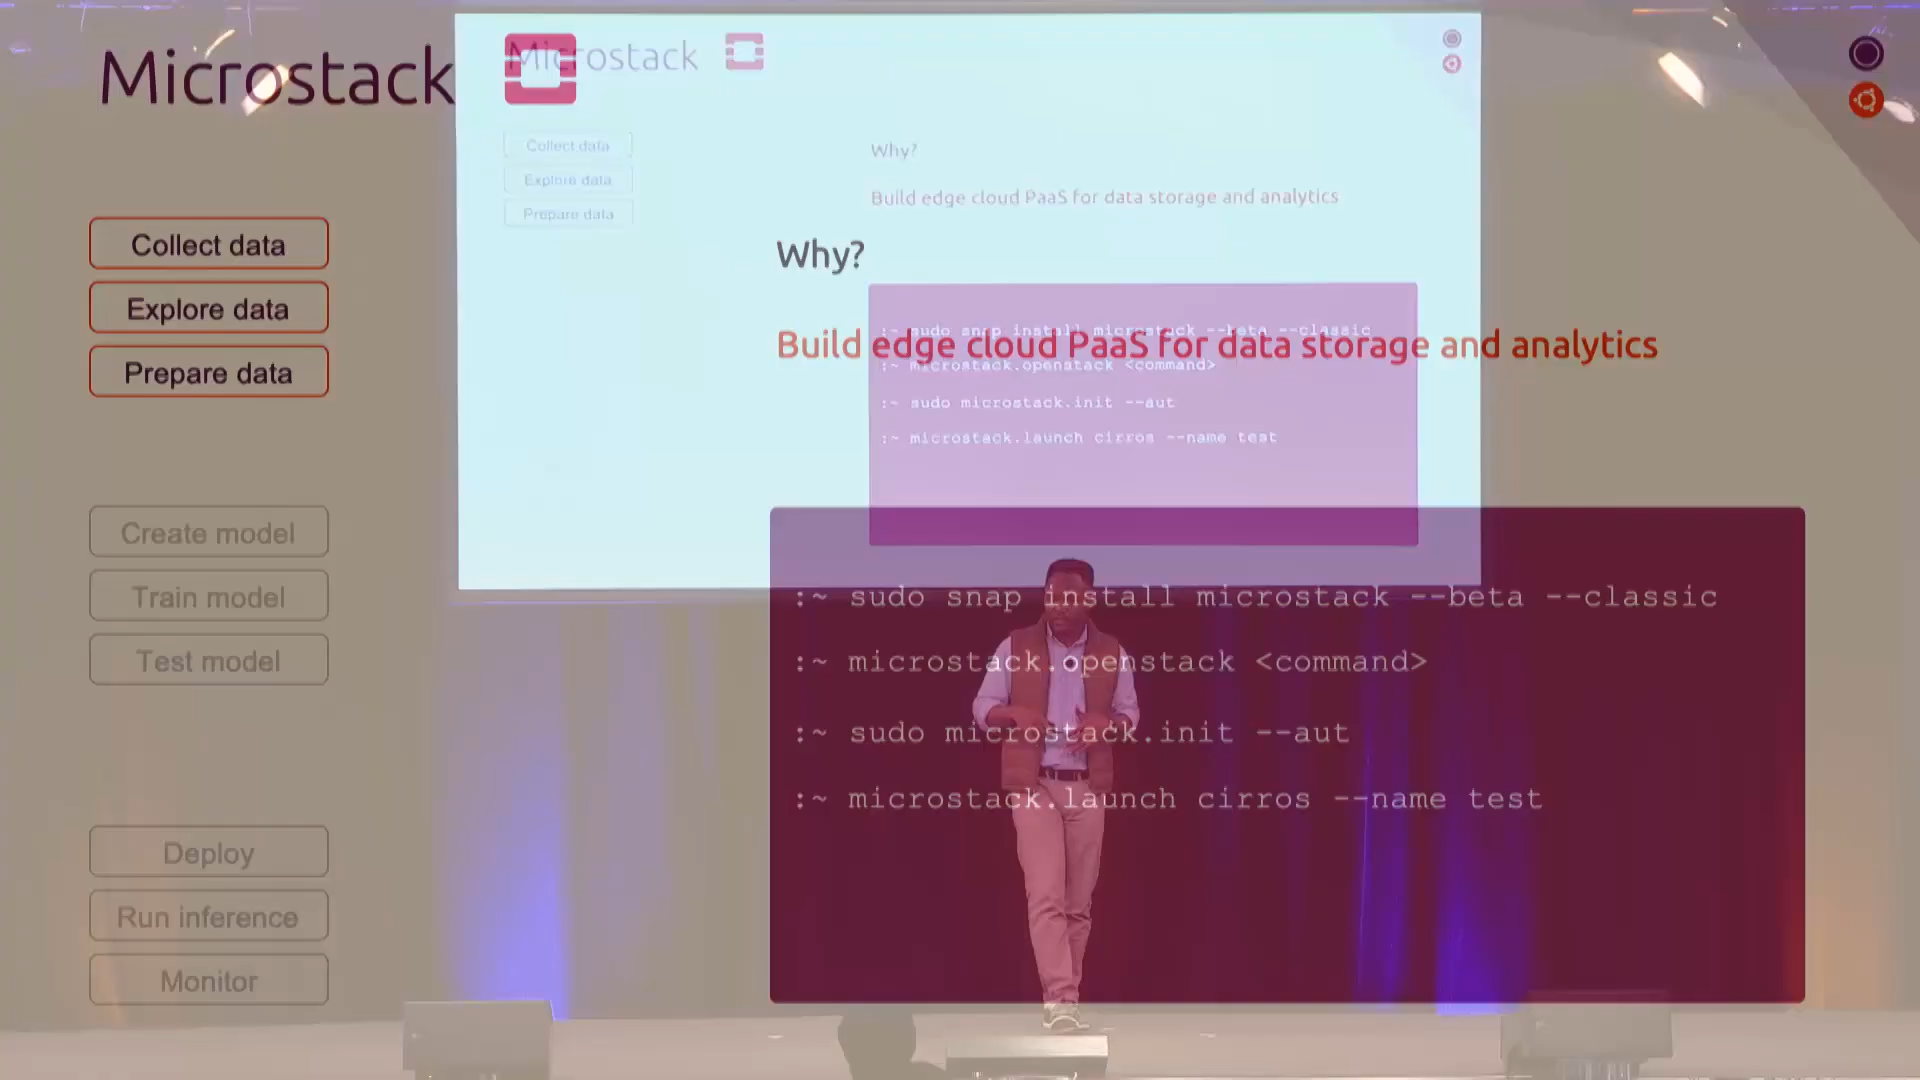 Microstack
Collect data
Explore data
Prepare data
Create model
Train model
Test model
Deploy
Run inference
Monitor
Why?
Build edge cloud PaaS for data storage and analytics
:~ sudo snap install microstack --beta --classic
:~ microstack.openstack <command>
:~ sudo microstack.init --aut
:~ microstack.launch cirros --name test
Microstack
Collect data
Explore data
Prepare data
Why?
Build edge cloud PaaS for data storage and analytics
:~ sudo snap install microstack --beta --classic
:~ microstack.openstack <command>
:~ sudo microstack.init --aut
:~ microstack.launch cirros --name test